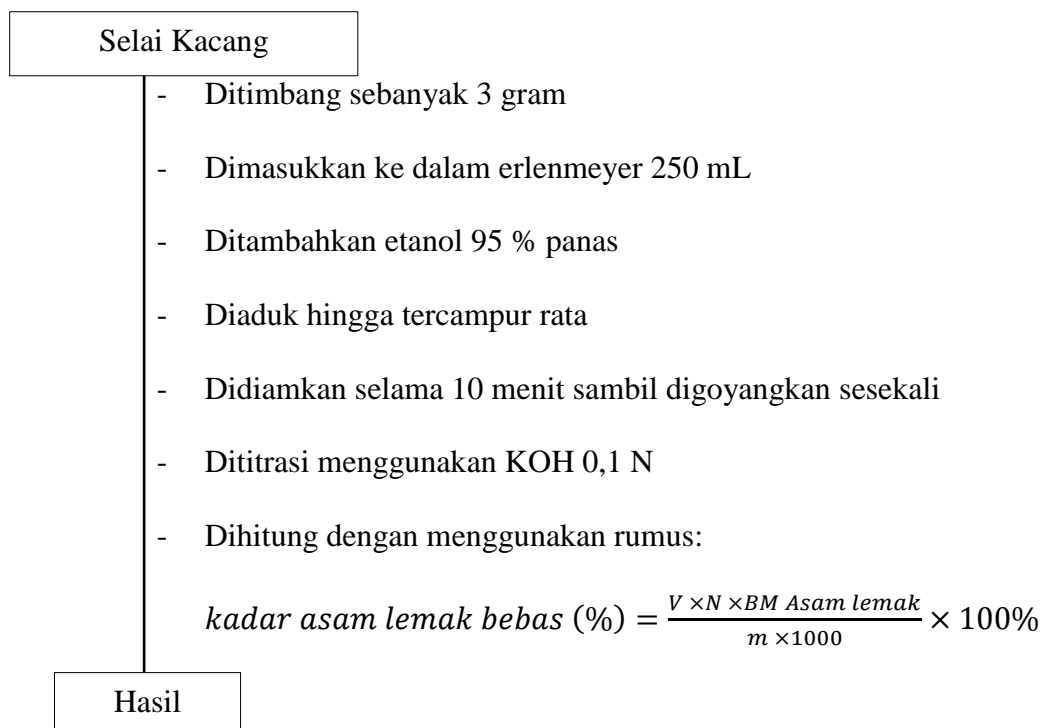 Selai Kacang
- Ditimbang sebanyak 3 gram
- Dimasukkan ke dalam erlenmeyer 250 mL
- Ditambahkan etanol 95 % panas
- Diaduk hingga tercampur rata
- Didiamkan selama 10 menit sambil digoyangkan sesekali
- Dititrasi menggunakan KOH 0,1 N
- Dihitung dengan menggunakan rumus:
kadar asam lemak bebas (%) = \frac{V × N × BM Asam lemak}{m × 1000} × 100%
Hasil